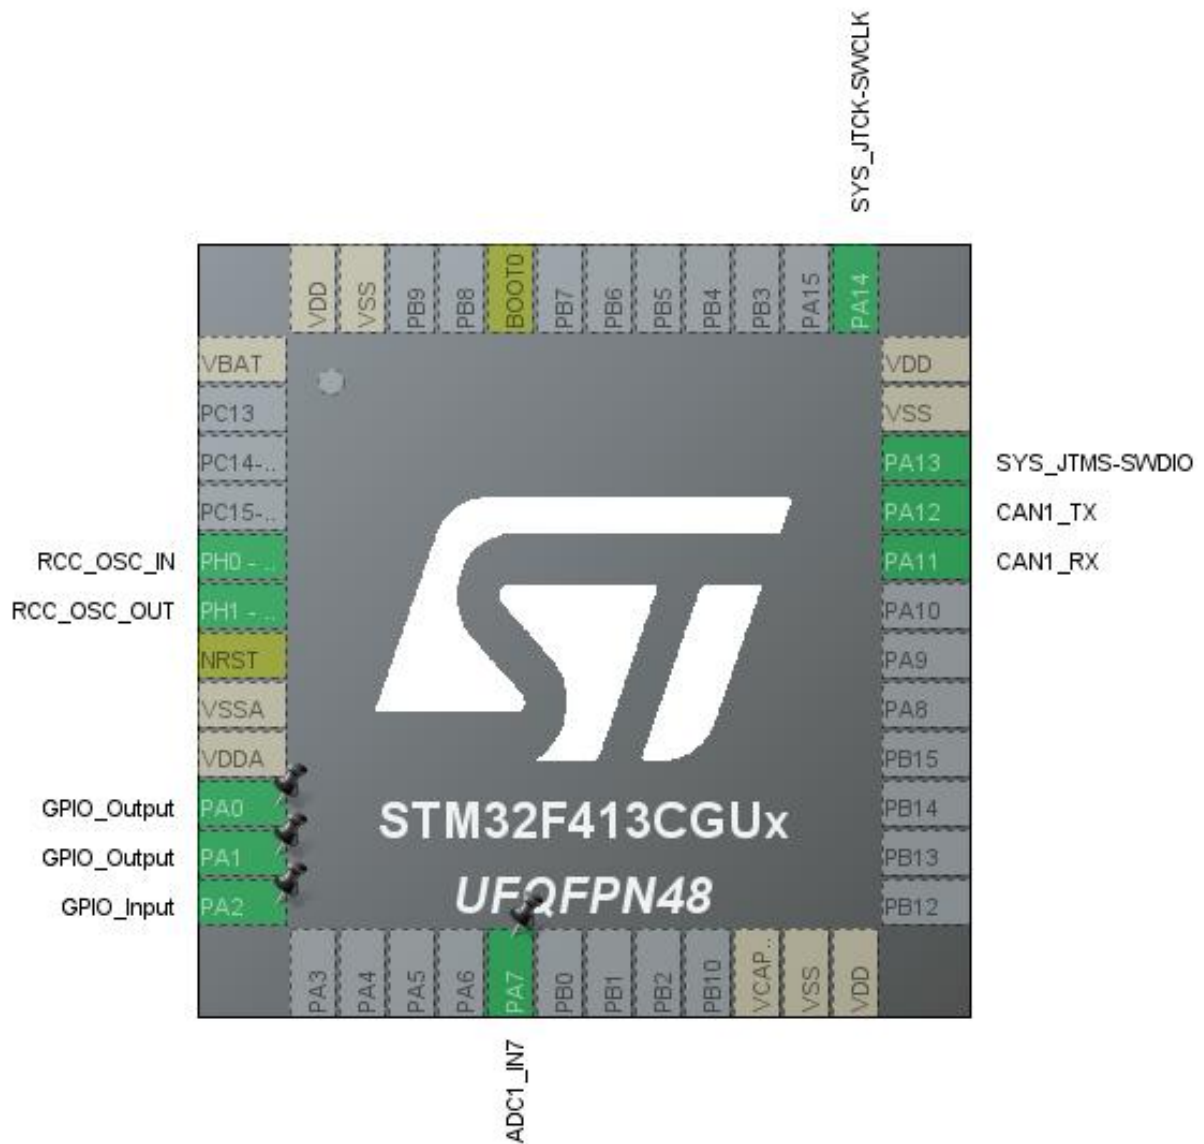 SYS_JTCK-SWCLK
VDD
VSS
PB9
PB8
BOOT0
PB7
PB6
PB5
PB4
PB3
PA15
PA14
VBAT
PC13
PC14-..
PC15-..
RCC_OSC_IN PH0 - ..
RCC_OSC_OUT PH1 - ..
NRST
VSSA
VDDA
GPIO_Output PA0
GPIO_Output PA1
GPIO_Input PA2
VDD
VSS
PA13 SYS_JTMS-SWDIO
PA12 CAN1_TX
PA11 CAN1_RX
PA10
PA9
PA8
PB15
PB14
PB13
PB12
ST
STM32F413CGUx
UFQFPN48
PA3
PA4
PA5
PA6
PA7
PB0
PB1
PB2
PB10
VCAP..
VSS
VDD
ADC1_IN7